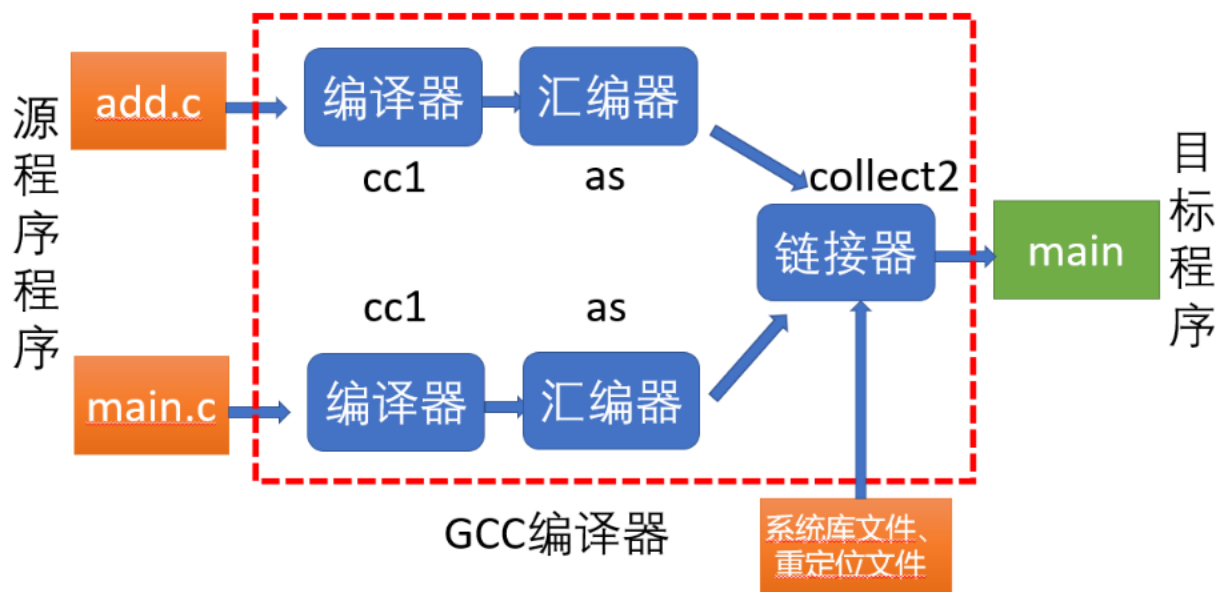 源程序程序
add.c
编译器
汇编器
cc1
as
collect2
链接器
main
目标程序
cc1
as
main.c
编译器
汇编器
GCC编译器
系统库文件、
重定位文件